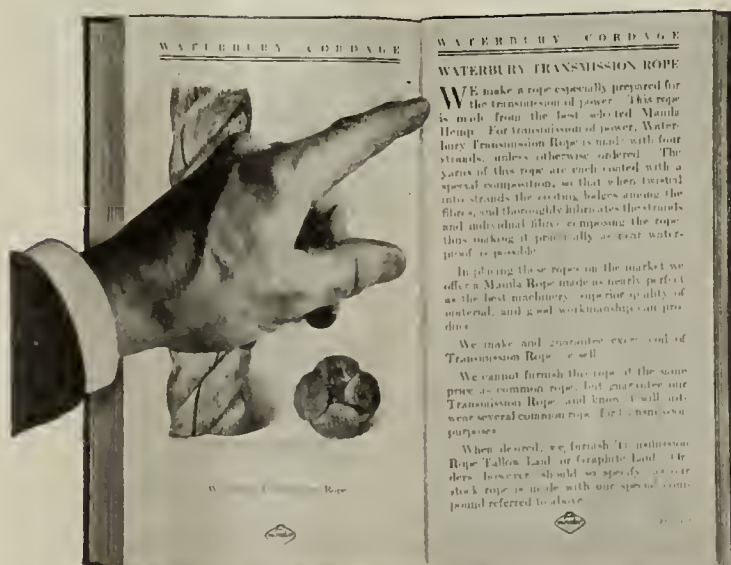 WATERBURY CORDAGE
Rope
WATERBURY CORDAGE
WATERBURY TRANSMISSION ROPE
WE make a rope especially prepared for
the transmission of power. This rope
is made from the best selected Manila
Hemp. For transmission of power, Water-
bury Transmission Rope is made with four
strands, unless otherwise ordered. The
yarns of this rope are each coated with a
special composition, so that when twisted
into strands the coating lodges among the
fibres, and thoroughly lubricates the strands
and individual fibres composing the rope
thus making it practically as near water-
proof as possible.
In placing these ropes on the market we
offer a Manila Rope made as nearly perfect
as the best machinery, superior quality of
material, and good workmanship can pro-
duce.
We make and guarantee every coil of
Transmission Rope we sell.
We cannot furnish this rope at the same
price as common rope, but guarantee our
Transmission Rope, and know it will out-
wear several common ropes for transmission
purposes.
When desired, we furnish Transmission
Rope Tallow Laid or Graphite Laid. Or-
ders, however, should so specify, as our
stock rope is made with our special com-
pound referred to above.